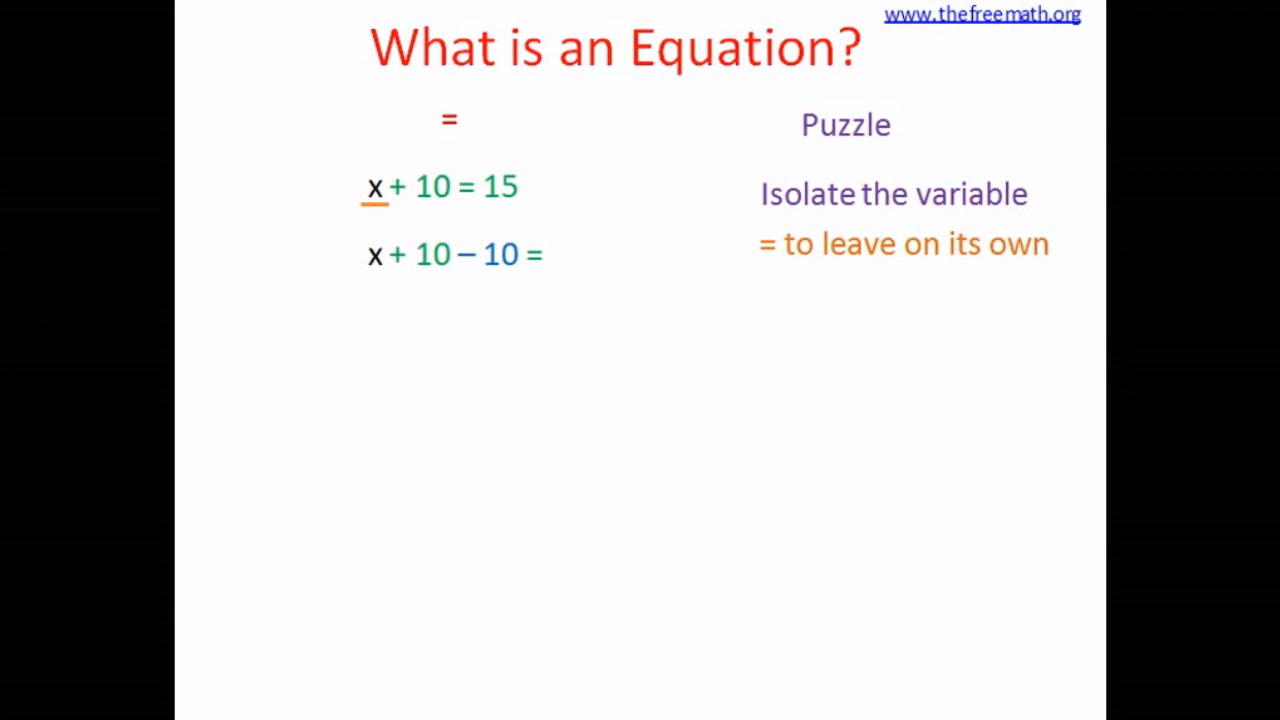 www.thefreemath.org
What is an Equation?
=
Puzzle
x + 10 = 15
Isolate the variable
= to leave on its own
x + 10 – 10 =